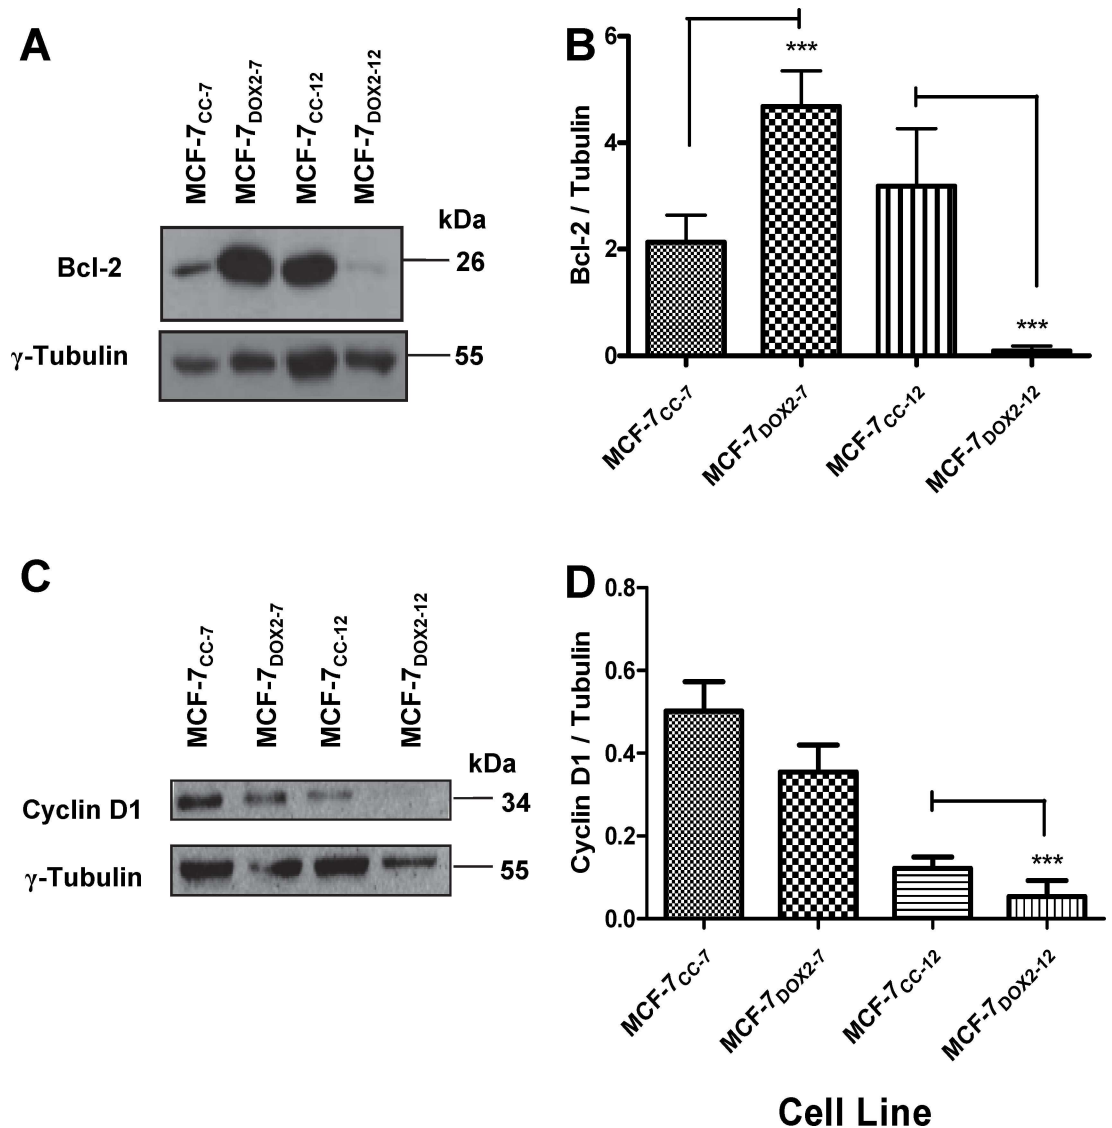 A
MCF-7CC-7
MCF-7DOX2-7
MCF-7CC-12
MCF-7DOX2-12
kDa
Bcl-2
26
γ-Tubulin
55
B
Bcl-2 / Tubulin
6
4
2
0
***
***
MCF-7CC-7
MCF-7DOX2-7
MCF-7CC-12
MCF-7DOX2-12
C
MCF-7CC-7
MCF-7DOX2-7
MCF-7CC-12
MCF-7DOX2-12
kDa
Cyclin D1
34
γ-Tubulin
55
D
Cyclin D1 / Tubulin
0.8
0.6
0.4
0.2
0.0
***
MCF-7CC-7
MCF-7DOX2-7
MCF-7CC-12
MCF-7DOX2-12
Cell Line